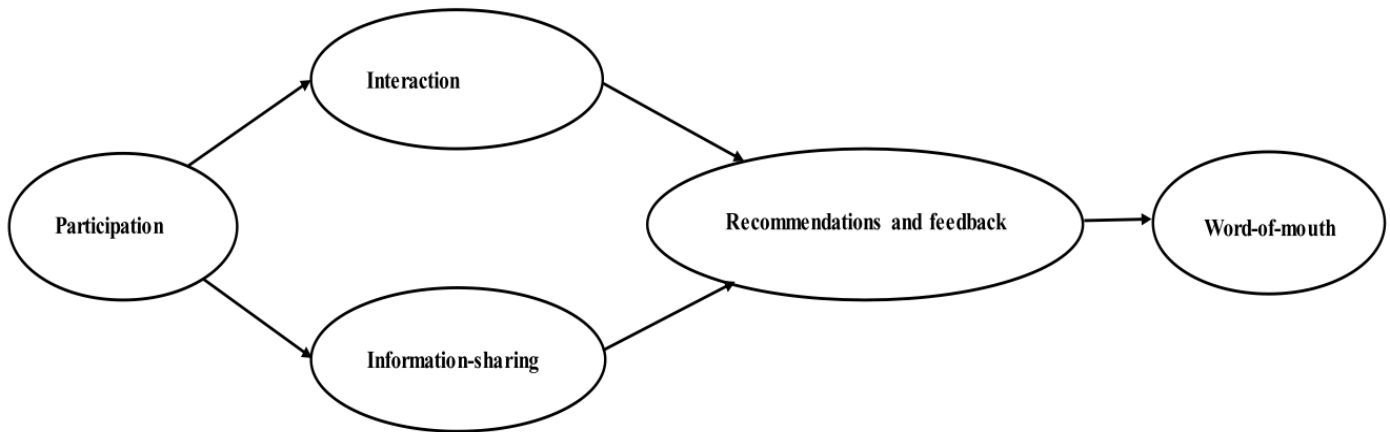 Interaction
Participation
Recommendations and feedback
Word-of-mouth
Information-sharing